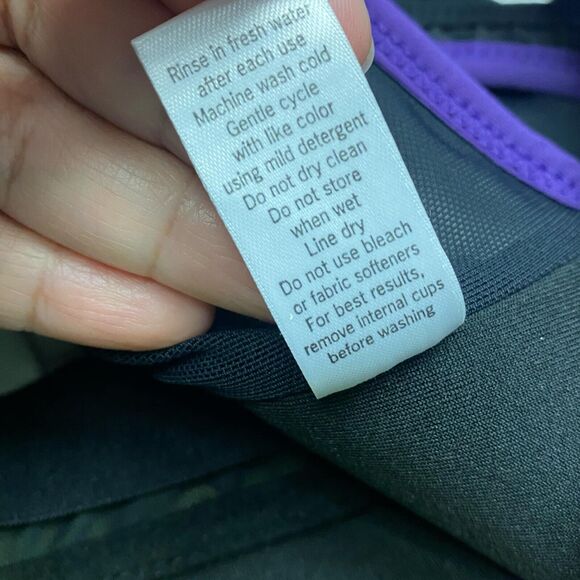 Rinse in fresh water
after each use
Machine wash cold
Gentle cycle
with like color
using mild detergent
Do not dry clean
Do not store
when wet
Line dry
Do not use bleach
or fabric softeners
For best results,
remove internal cups
before washing